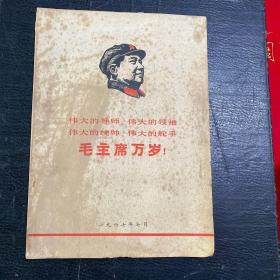 伟大的导师 伟大的领袖
伟大的统帅 伟大的舵手
毛主席万岁！
一九六七年七月